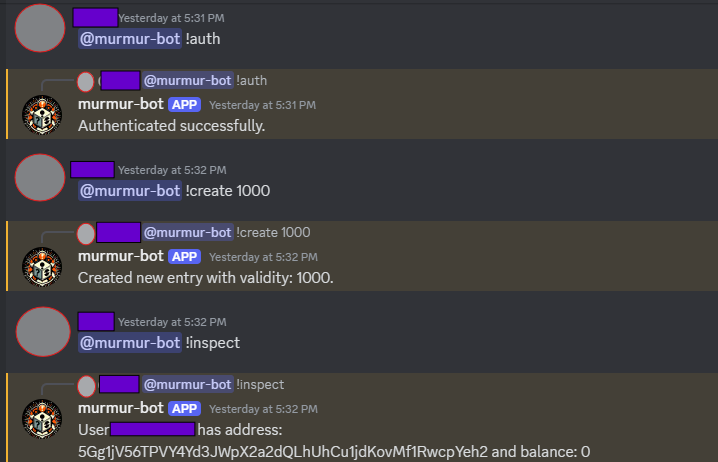 Yesterday at 5:31 PM
@murmur-bot !auth
@murmur-bot !auth
murmur-bot APP Yesterday at 5:31 PM
Authenticated successfully.
Yesterday at 5:32 PM
@murmur-bot !create 1000
@murmur-bot !create 1000
murmur-bot APP Yesterday at 5:32 PM
Created new entry with validity: 1000.
Yesterday at 5:32 PM
@murmur-bot !inspect
@murmur-bot !inspect
murmur-bot APP Yesterday at 5:32 PM
User has address:
5Gg1jV56TPVY4Yd3JWpX2a2dQLhUhCu1jdKovMf1RwcpYeh2 and balance: 0